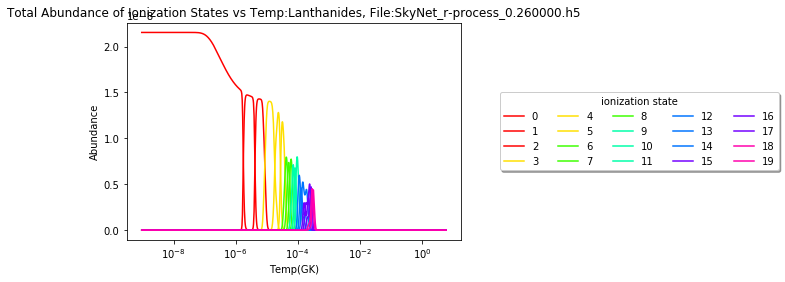 Total Abundance of Ionization States vs Temp:Lanthanides, File:SkyNet_r-process_0.260000.h5
2.0
1.5
1.0
0.5
0.0
Abundance
10⁻⁸
10⁻⁶
10⁻⁴
10⁻²
10⁰
Temp(GK)
ionization state
0 4 8 12 16
1 5 9 13 17
2 6 10 14 18
3 7 11 15 19